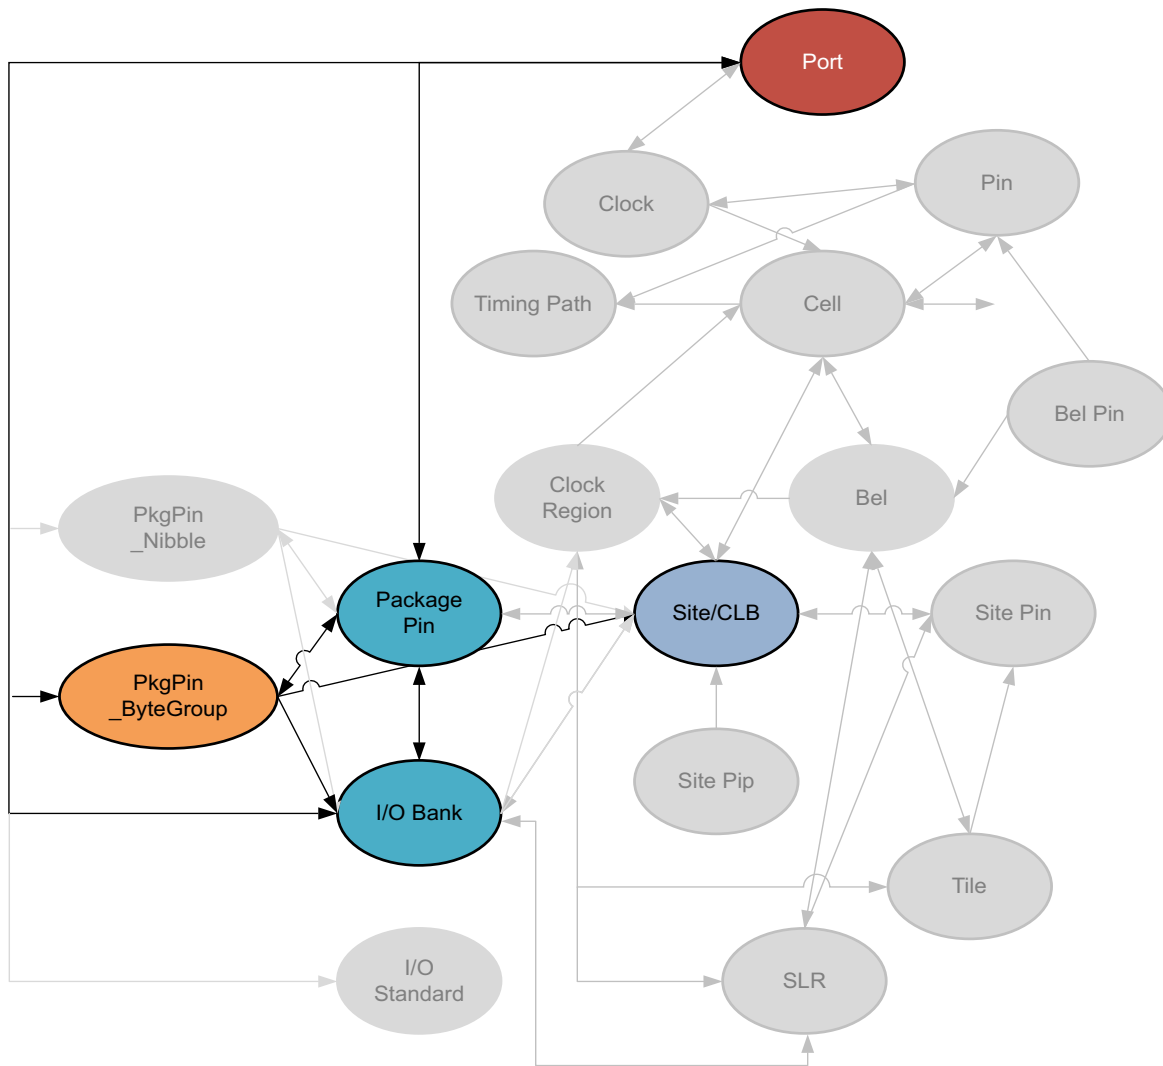 Port
Clock
Pin
Timing Path
Cell
Bel Pin
Clock
Region
Bel
PkgPin
_Nibble
Package
Pin
Site/CLB
Site Pin
PkgPin
_ByteGroup
Site Pip
I/O Bank
Tile
I/O
Standard
SLR